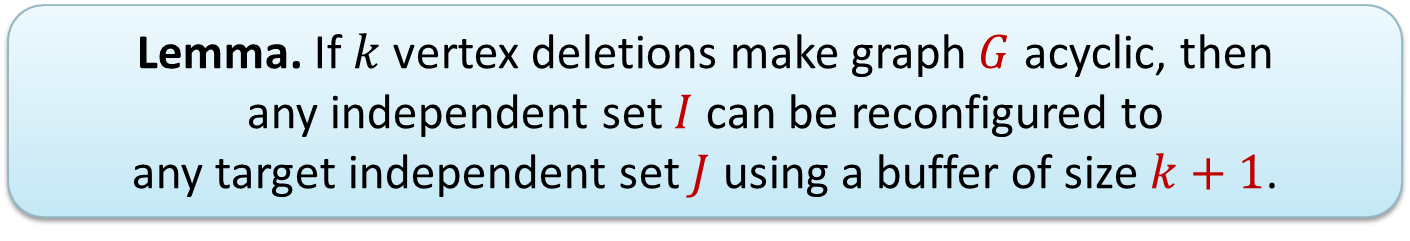 Lemma. If k vertex deletions make graph G acyclic, then
any independent set I can be reconfigured to
any target independent set J using a buffer of size k + 1.